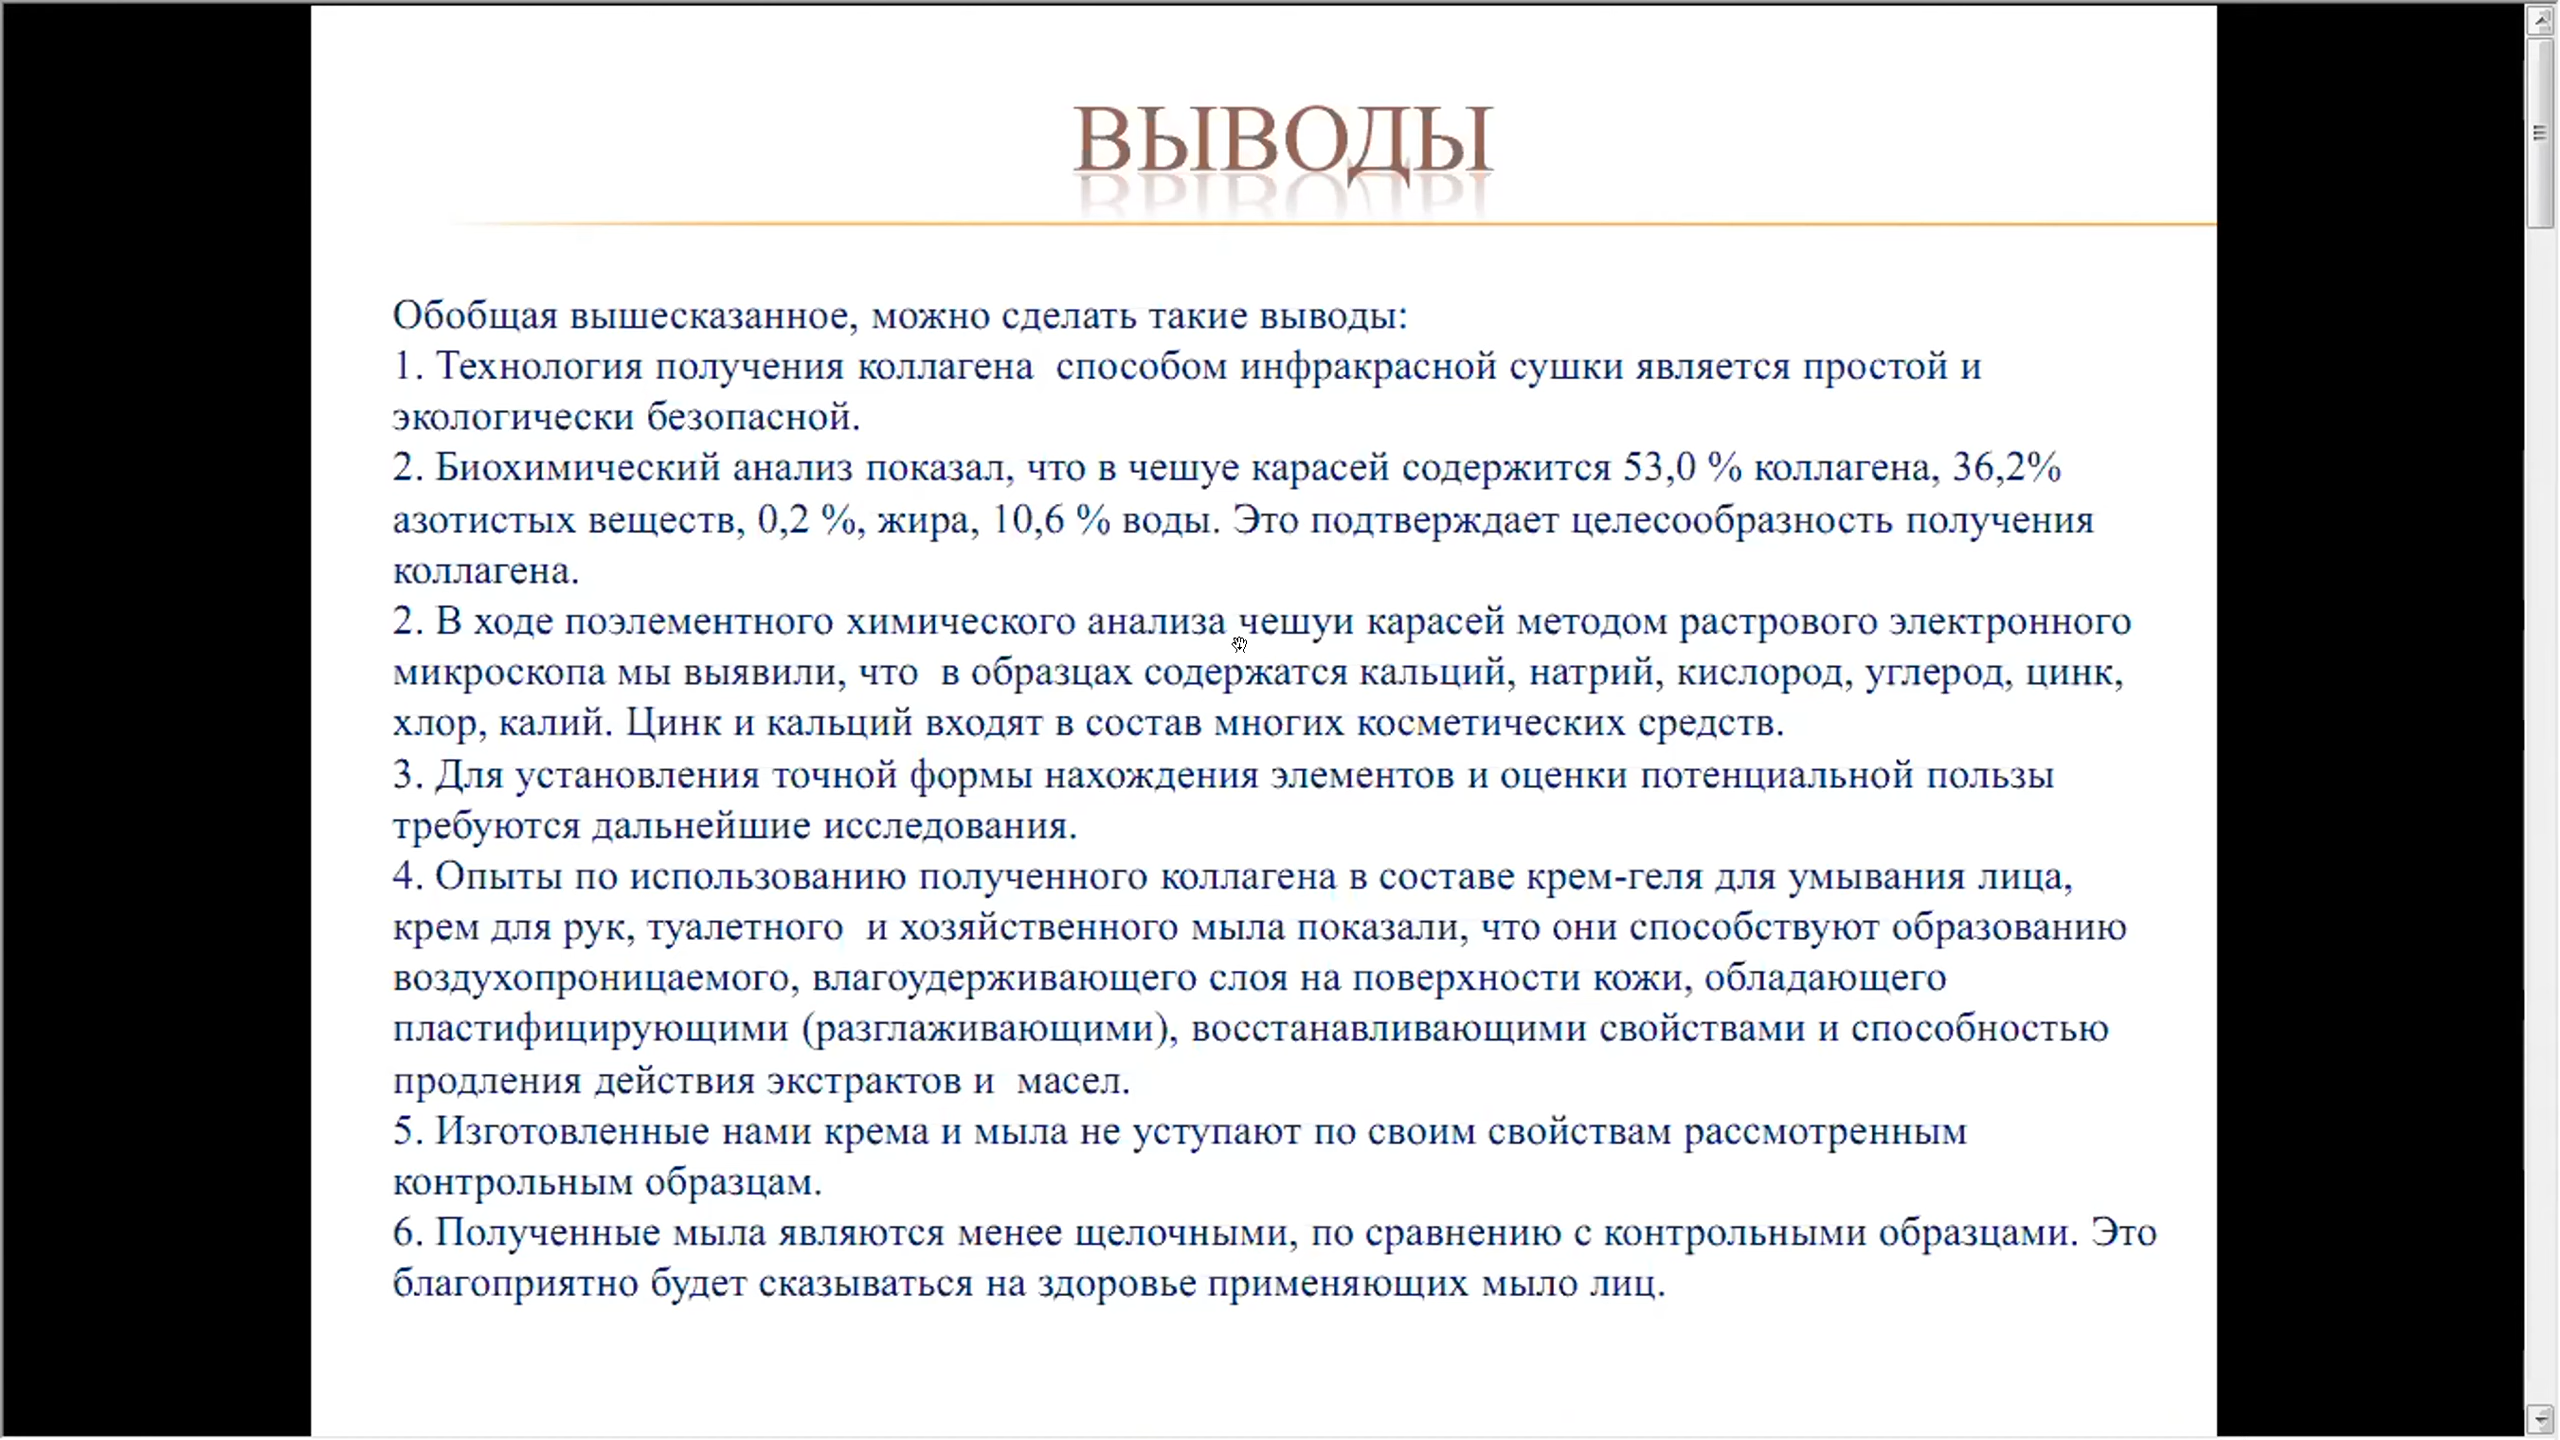 ВЫВОДЫ
Обобщая вышесказанное, можно сделать такие выводы:
1. Технология получения коллагена  способом инфракрасной сушки является простой и
экологически безопасной.
2. Биохимический анализ показал, что в чешуе карасей содержится 53,0 % коллагена, 36,2%
азотистых веществ, 0,2 %, жира, 10,6 % воды. Это подтверждает целесообразность получения
коллагена.
2. В ходе поэлементного химического анализа чешуи карасей методом растрового электронного
микроскопа мы выявили, что  в образцах содержатся кальций, натрий, кислород, углерод, цинк,
хлор, калий. Цинк и кальций входят в состав многих косметических средств.
3. Для установления точной формы нахождения элементов и оценки потенциальной пользы
требуются дальнейшие исследования.
4. Опыты по использованию полученного коллагена в составе крем-геля для умывания лица,
крем для рук, туалетного  и хозяйственного мыла показали, что они способствуют образованию
воздухопроницаемого, влагоудерживающего слоя на поверхности кожи, обладающего
пластифицирующими (разглаживающими), восстанавливающими свойствами и способностью
продления действия экстрактов и  масел.
5. Изготовленные нами крема и мыла не уступают по своим свойствам рассмотренным
контрольным образцам.
6. Полученные мыла являются менее щелочными, по сравнению с контрольными образцами. Это
благоприятно будет сказываться на здоровье применяющих мыло лиц.